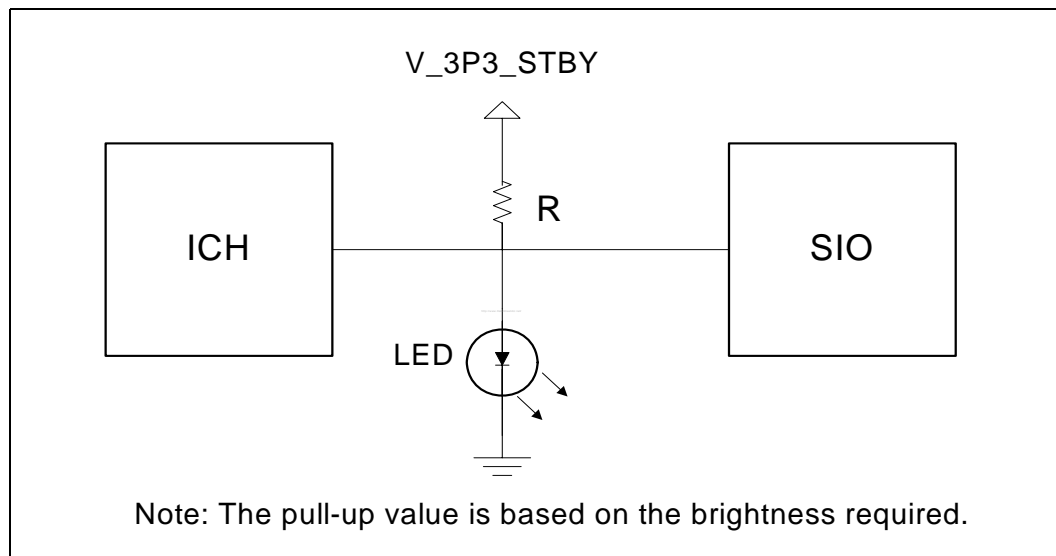 V_3P3_STBY
R
ICH
SIO
LED
Note: The pull-up value is based on the brightness required.